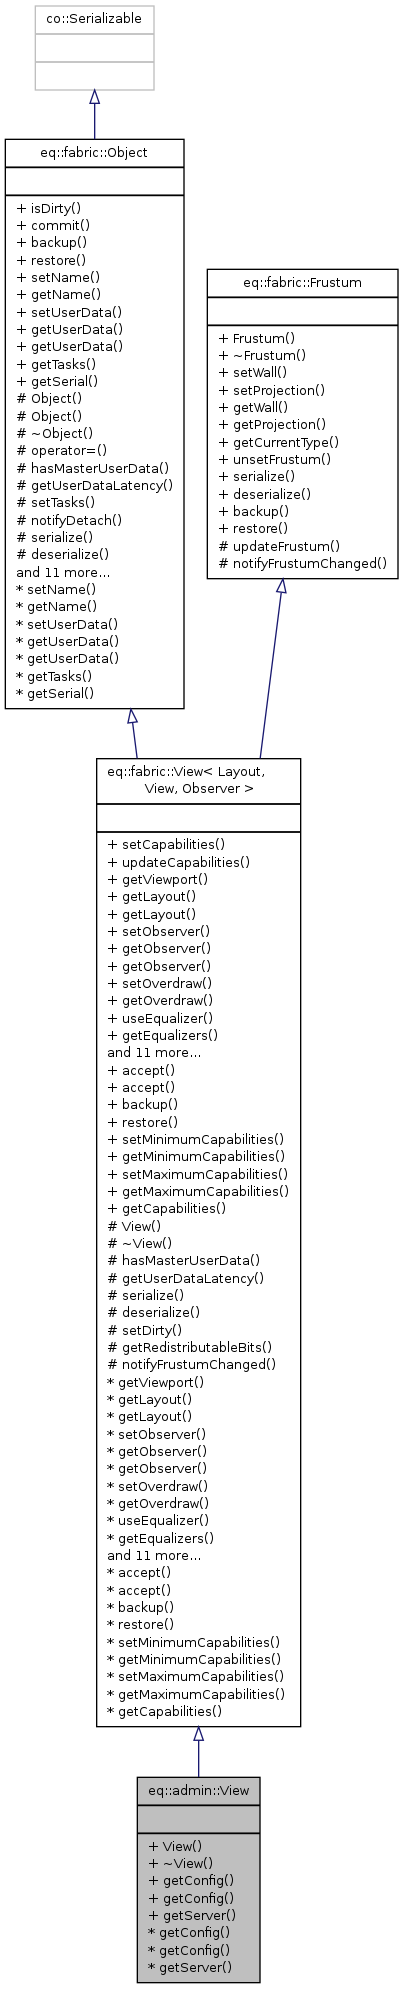 co::Serializable
eq::fabric::Object
+ isDirty()
+ commit()
+ backup()
+ restore()
+ setName()
+ getName()
+ setUserData()
+ getUserData()
+ getUserData()
+ getTasks()
+ getSerial()
# Object()
# Object()
# ~Object()
# operator=()
# hasMasterUserData()
# getUserDataLatency()
# setTasks()
# notifyDetach()
# serialize()
# deserialize()
and 11 more...
* setName()
* getName()
* setUserData()
* getUserData()
* getUserData()
* getTasks()
* getSerial()
eq::fabric::Frustum
+ Frustum()
+ ~Frustum()
+ setWall()
+ setProjection()
+ getWall()
+ getProjection()
+ getCurrentType()
+ unsetFrustum()
+ serialize()
+ deserialize()
+ backup()
+ restore()
# updateFrustum()
# notifyFrustumChanged()
eq::fabric::View< Layout,
View, Observer >
+ setCapabilities()
+ updateCapabilities()
+ getViewport()
+ getLayout()
+ getLayout()
+ setObserver()
+ getObserver()
+ getObserver()
+ setOverdraw()
+ getOverdraw()
+ useEqualizer()
+ getEqualizers()
and 11 more...
+ accept()
+ accept()
+ backup()
+ restore()
+ setMinimumCapabilities()
+ getMinimumCapabilities()
+ setMaximumCapabilities()
+ getMaximumCapabilities()
+ getCapabilities()
# View()
# ~View()
# hasMasterUserData()
# getUserDataLatency()
# serialize()
# deserialize()
# setDirty()
# getRedistributableBits()
# notifyFrustumChanged()
* getViewport()
* getLayout()
* getLayout()
* setObserver()
* getObserver()
* getObserver()
* setOverdraw()
* getOverdraw()
* useEqualizer()
* getEqualizers()
and 11 more...
* accept()
* accept()
* backup()
* restore()
* setMinimumCapabilities()
* getMinimumCapabilities()
* setMaximumCapabilities()
* getMaximumCapabilities()
* getCapabilities()
eq::admin::View
+ View()
+ ~View()
+ getConfig()
+ getConfig()
+ getServer()
* getConfig()
* getConfig()
* getServer()